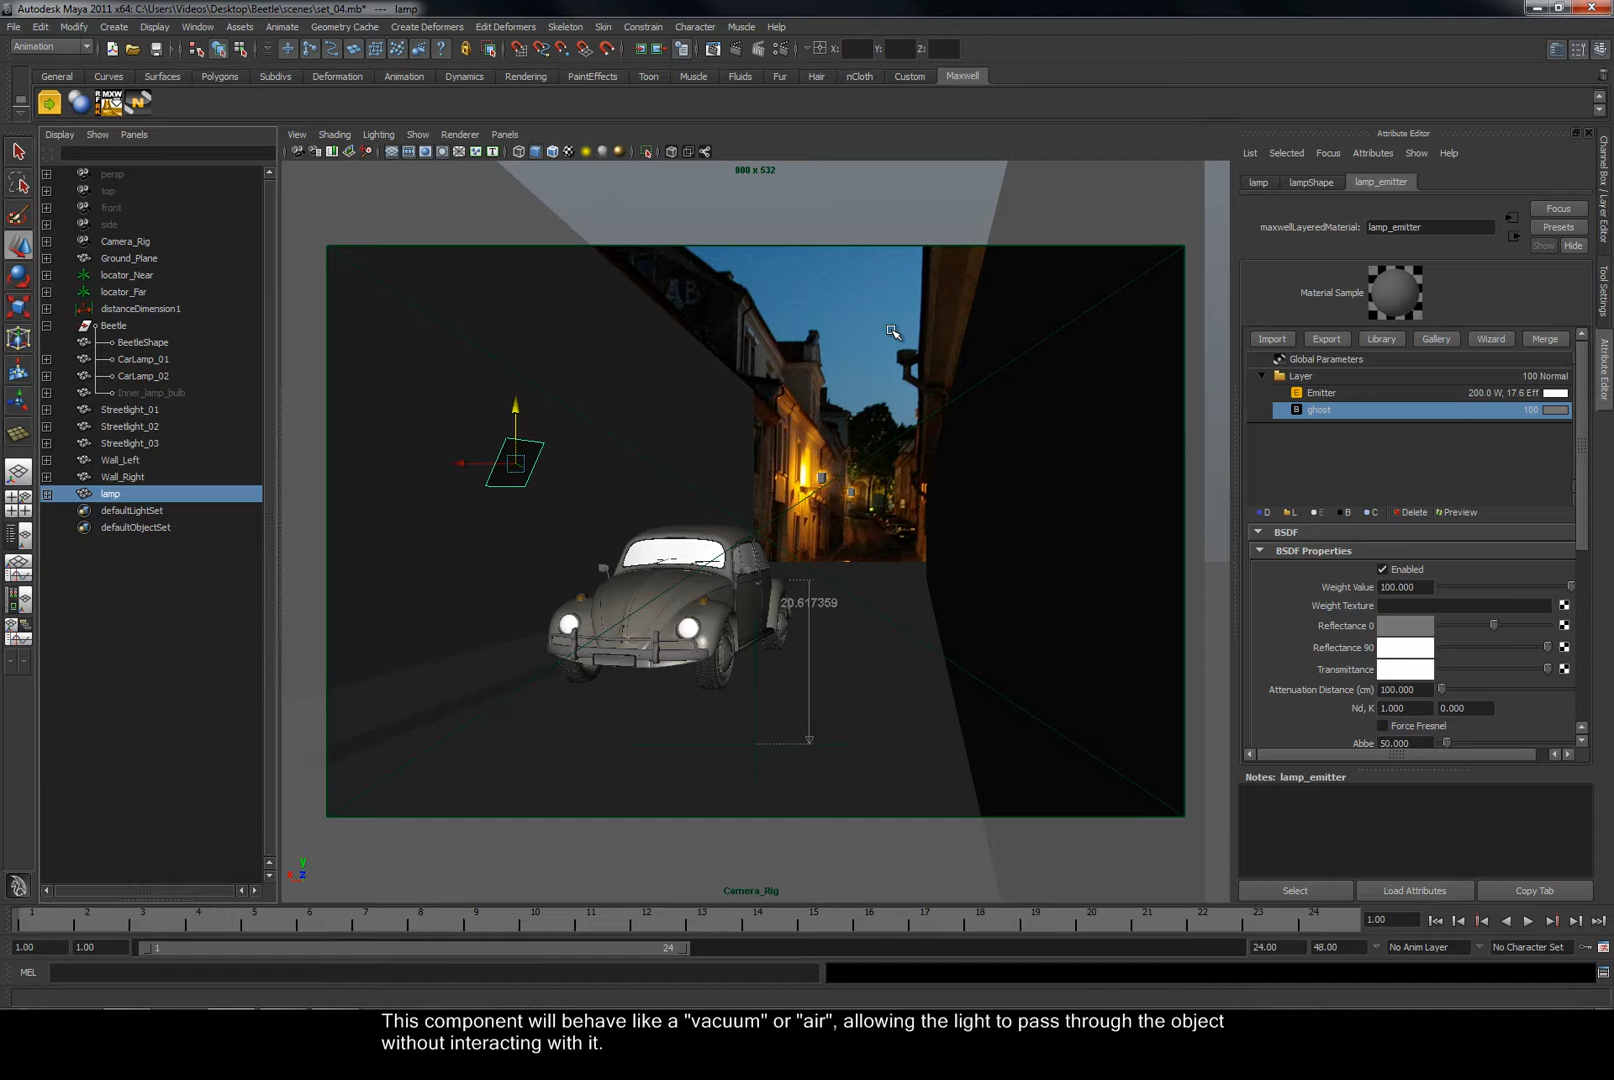 Autodesk Maya 2011 x64: C:\Users\Videos\Desktop\Beetle\scenes\set_04.mb* --- lamp
File Edit Modify Create Display Window Assets Animate Geometry Cache Create Deformers Edit Deformers Skeleton Skin Constrain Character Muscle Help
Animation X: Y: Z:
General Curves Surfaces Polygons Subdivs Deformation Animation Dynamics Rendering PaintEffects Toon Muscle Fluids Fur Hair nCloth Custom Maxwell
Display Show Panels
View Shading Lighting Show Renderer Panels
Attribute Editor
List Selected Focus Attributes Show Help
persp
top
front
side
Camera_Rig
Ground_Plane
locator_Near
locator_Far
distanceDimension1
Beetle
BeetleShape
CarLamp_01
CarLamp_02
Inner_lamp_bulb
Streetlight_01
Streetlight_02
Streetlight_03
Wall_Left
Wall_Right
lamp
defaultLightSet
defaultObjectSet
800 x 532
20.617359
Camera_Rig
y
x z
lamp lampShape lamp_emitter
Focus
maxwellLayeredMaterial: lamp_emitter Presets
Show Hide
Material Sample
Import Export Library Gallery Wizard Merge
Global Parameters
Layer 100 Normal
E Emitter 200.0 W, 17.6 Eff
B ghost 100
D L E B C Delete Preview
BSDF
BSDF Properties
Enabled
Weight Value 100.000
Weight Texture
Reflectance 0
Reflectance 90
Transmittance
Attenuation Distance (cm) 100.000
Nd, K 1.000 0.000
Force Fresnel
Abbe 50.000
Notes: lamp_emitter
Select Load Attributes Copy Tab
Channel Box / Layer Editor
Tool Settings
Attribute Editor
1 2 3 4 5 6 7 8 9 10 11 12 13 14 15 16 17 18 19 20 21 22 23 24 1.00
1.00 1.00 1 24 24.00 48.00 No Anim Layer No Character Set
MEL
This component will behave like a "vacuum" or "air", allowing the light to pass through the object
without interacting with it.